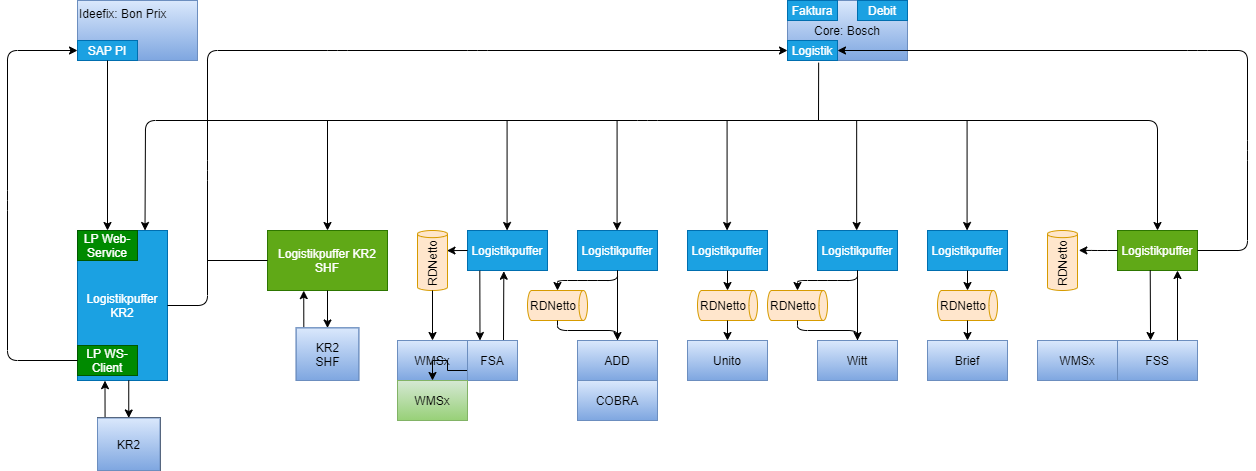 Ideefix: Bon Prix
SAP PI
Faktura
Debit
Core: Bosch
Logistik
LP Web-
Service
Logistikpuffer
KR2
LP WS-
Client
KR2
Logistikpuffer KR2
SHF
KR2
SHF
RDNetto
Logistikpuffer
WMSx
FSA
WMSx
Logistikpuffer
RDNetto
ADD
COBRA
Logistikpuffer
RDNetto
Unito
Logistikpuffer
RDNetto
Witt
Logistikpuffer
RDNetto
Brief
RDNetto
Logistikpuffer
WMSx
FSS